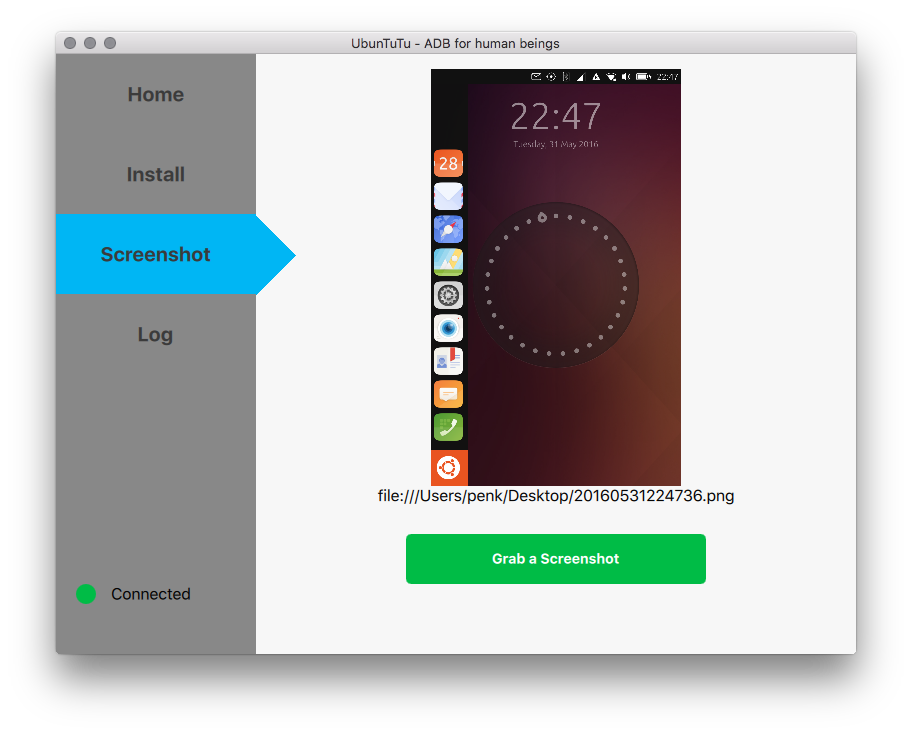 UbunTuTu - ADB for human beings
Home
Install
Screenshot
Log
Connected
22:47
22:47
Tuesday, 31 May 2016
28
file:///Users/penk/Desktop/20160531224736.png
Grab a Screenshot